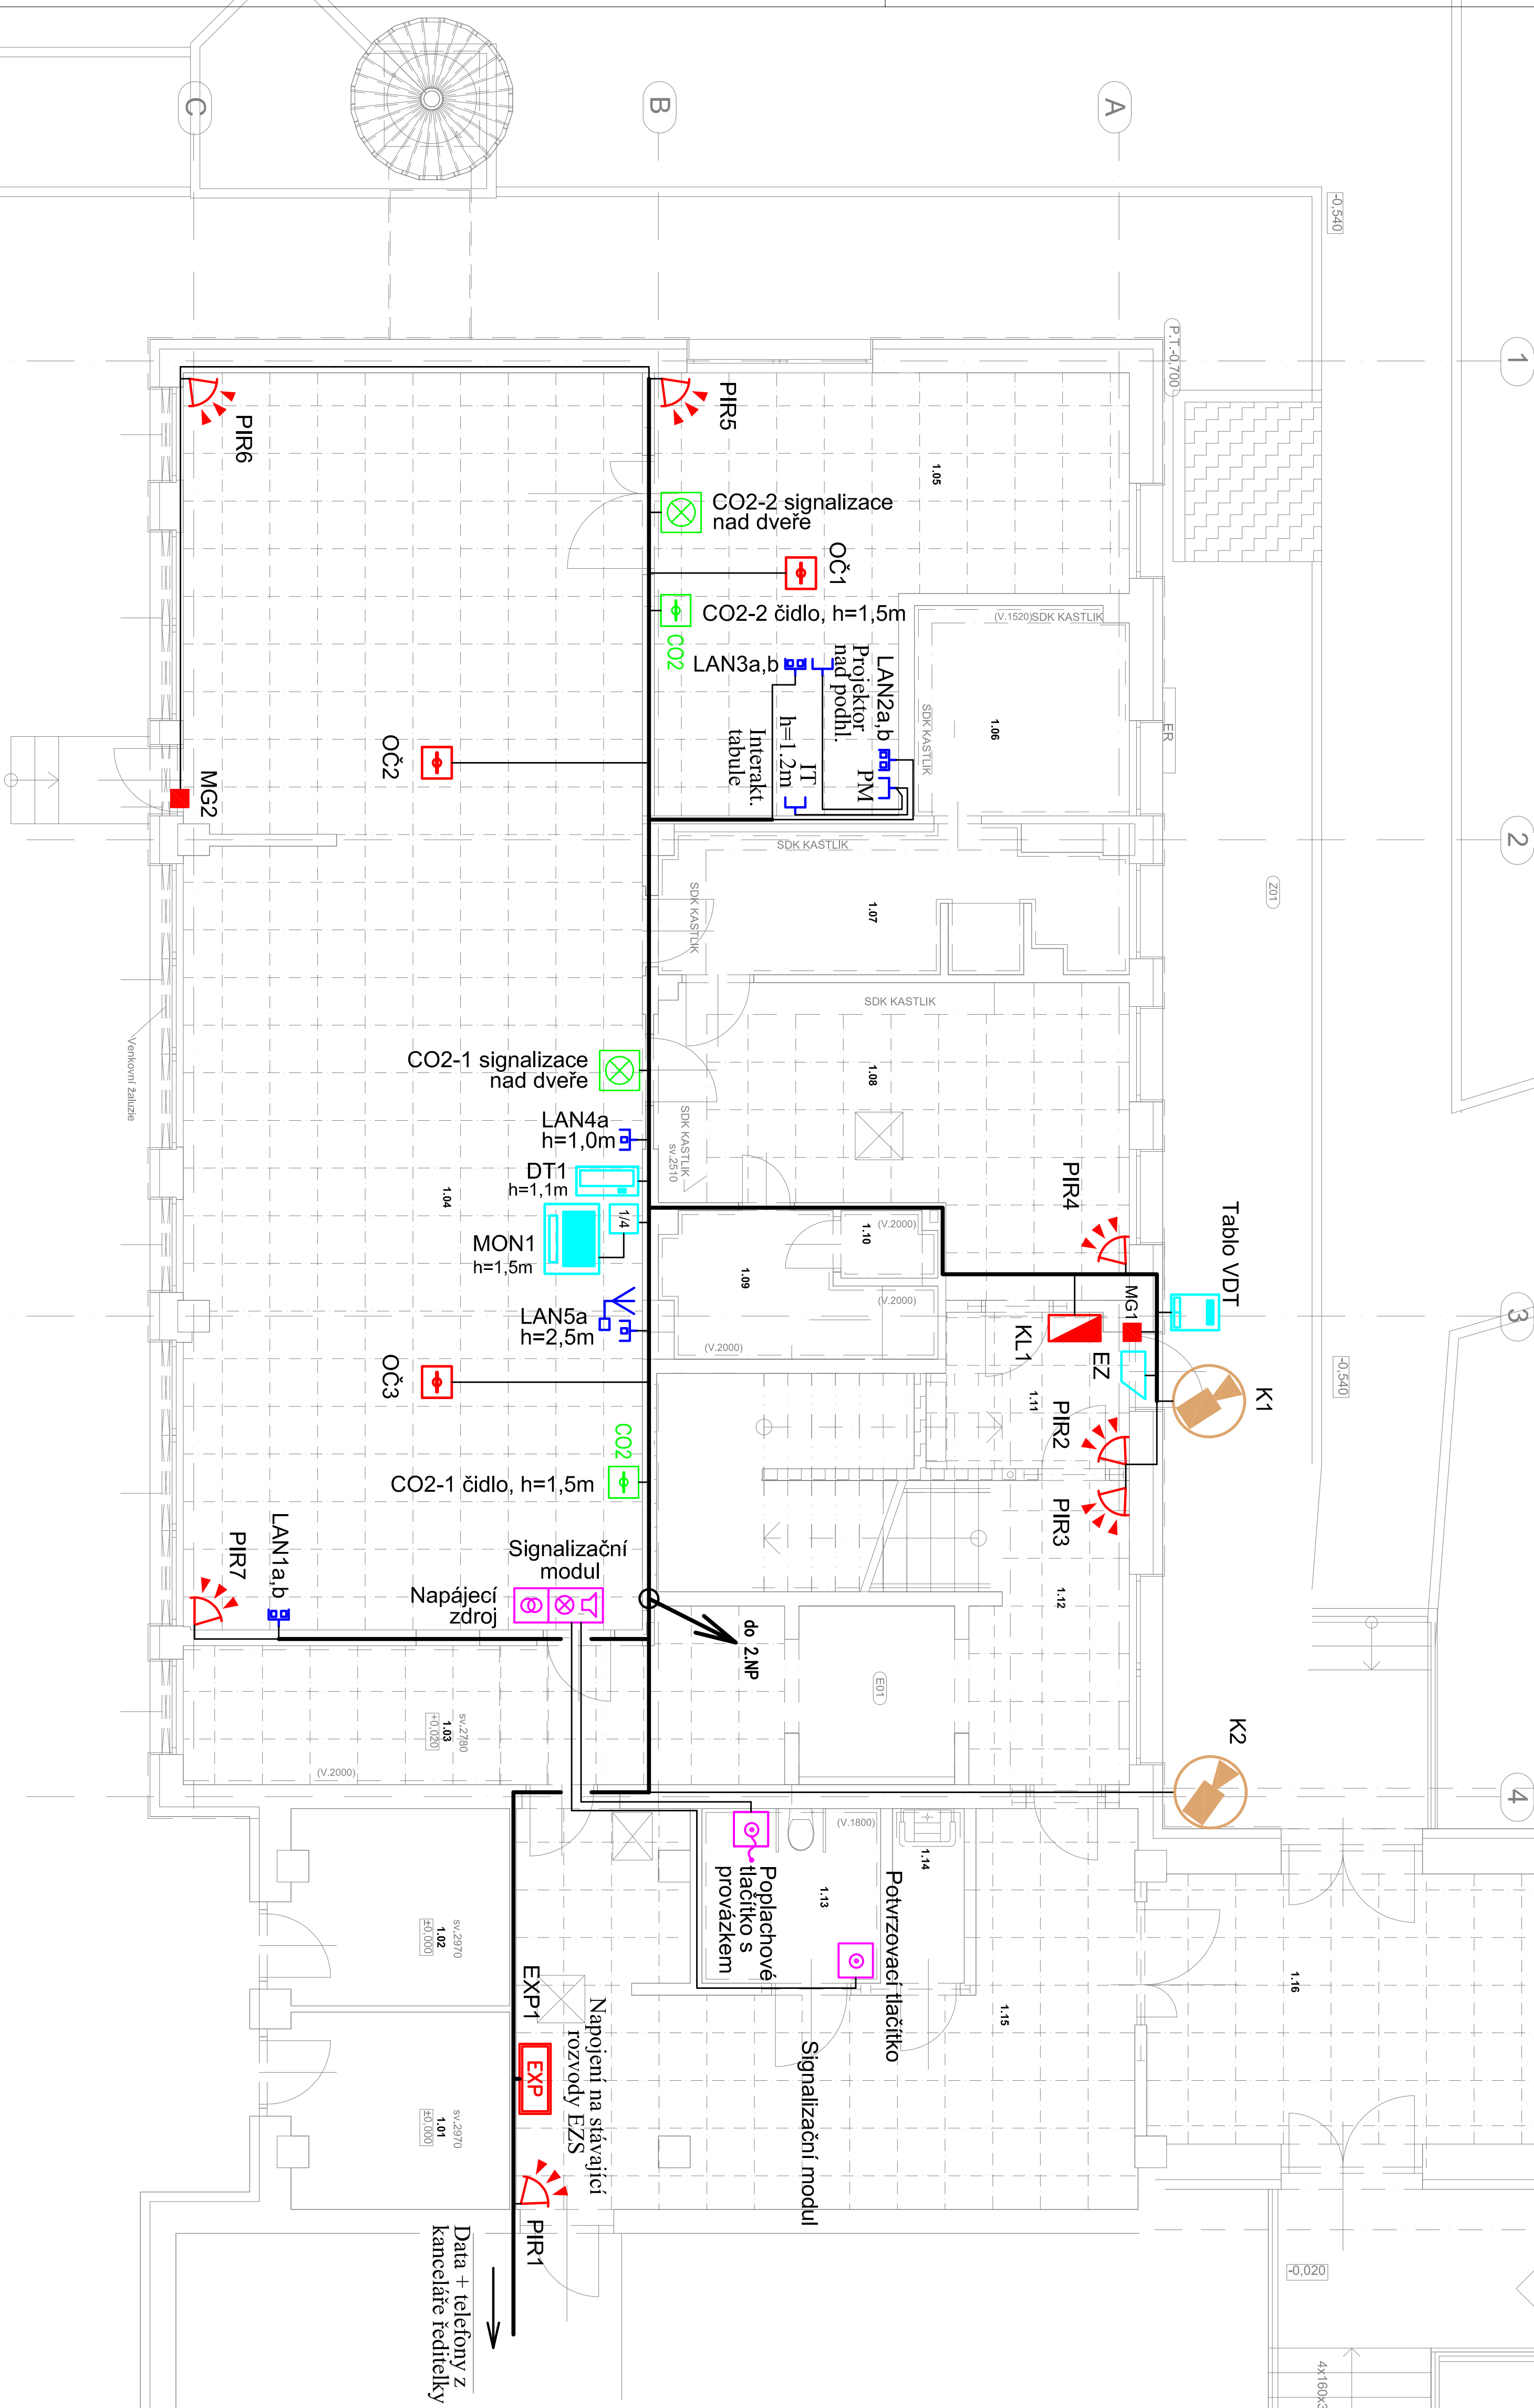 C
B
A
-0,540
1
P.T.-0,700
PIR6
PIR5
1.05
CO2-2 signalizace
nad dveře
OČ1
CO2-2 čidlo, h=1,5m
CO2
(V.1520)
SDK KASTLIK
LAN3a,b
Projektor
nad podhl.
LAN2a,b
SDK KASTLIK
1.06
ER
OČ2
MG2
Interakt.
tabule
IT
h=1.2m
PM
2
SDK KASTLIK
SDK KASTLIK
1.07
Z01
SDK KASTLIK
Venkovní žaluzie
CO2-1 signalizace
nad dveře
1.08
LAN4a
h=1,0m
SDK KASTLIK
sv.2510
DT1
h=1,1m
1.04
1/4
MON1
h=1,5m
PIR4
Tablo VDT
1.10
(V.2000)
1.09
(V.2000)
(V.2000)
LAN5a
h=2,5m
MG1
KL1
EZ
3
-0,540
OČ3
K1
1.11
PIR2
CO2
CO2-1 čidlo, h=1,5m
PIR3
PIR7
LAN1a,b
Signalizační
modul
Napájecí
zdroj
1.12
do 2.NP
E01
sv.2780
1.03
+0,020
(V.2000)
K2
4
(V.1800)
1.14
1.13
Poplachové
tlačítko s
provázkem
Potvrzovací tlačítko
sv.2970
1.02
±0,000
1.16
EXP1
Napojení na stávající
rozvody EZS
1.15
EXP
Signalizační modul
sv.2970
1.01
±0,000
PIR1
Data + telefony z
kanceláře ředitelky
-0,020